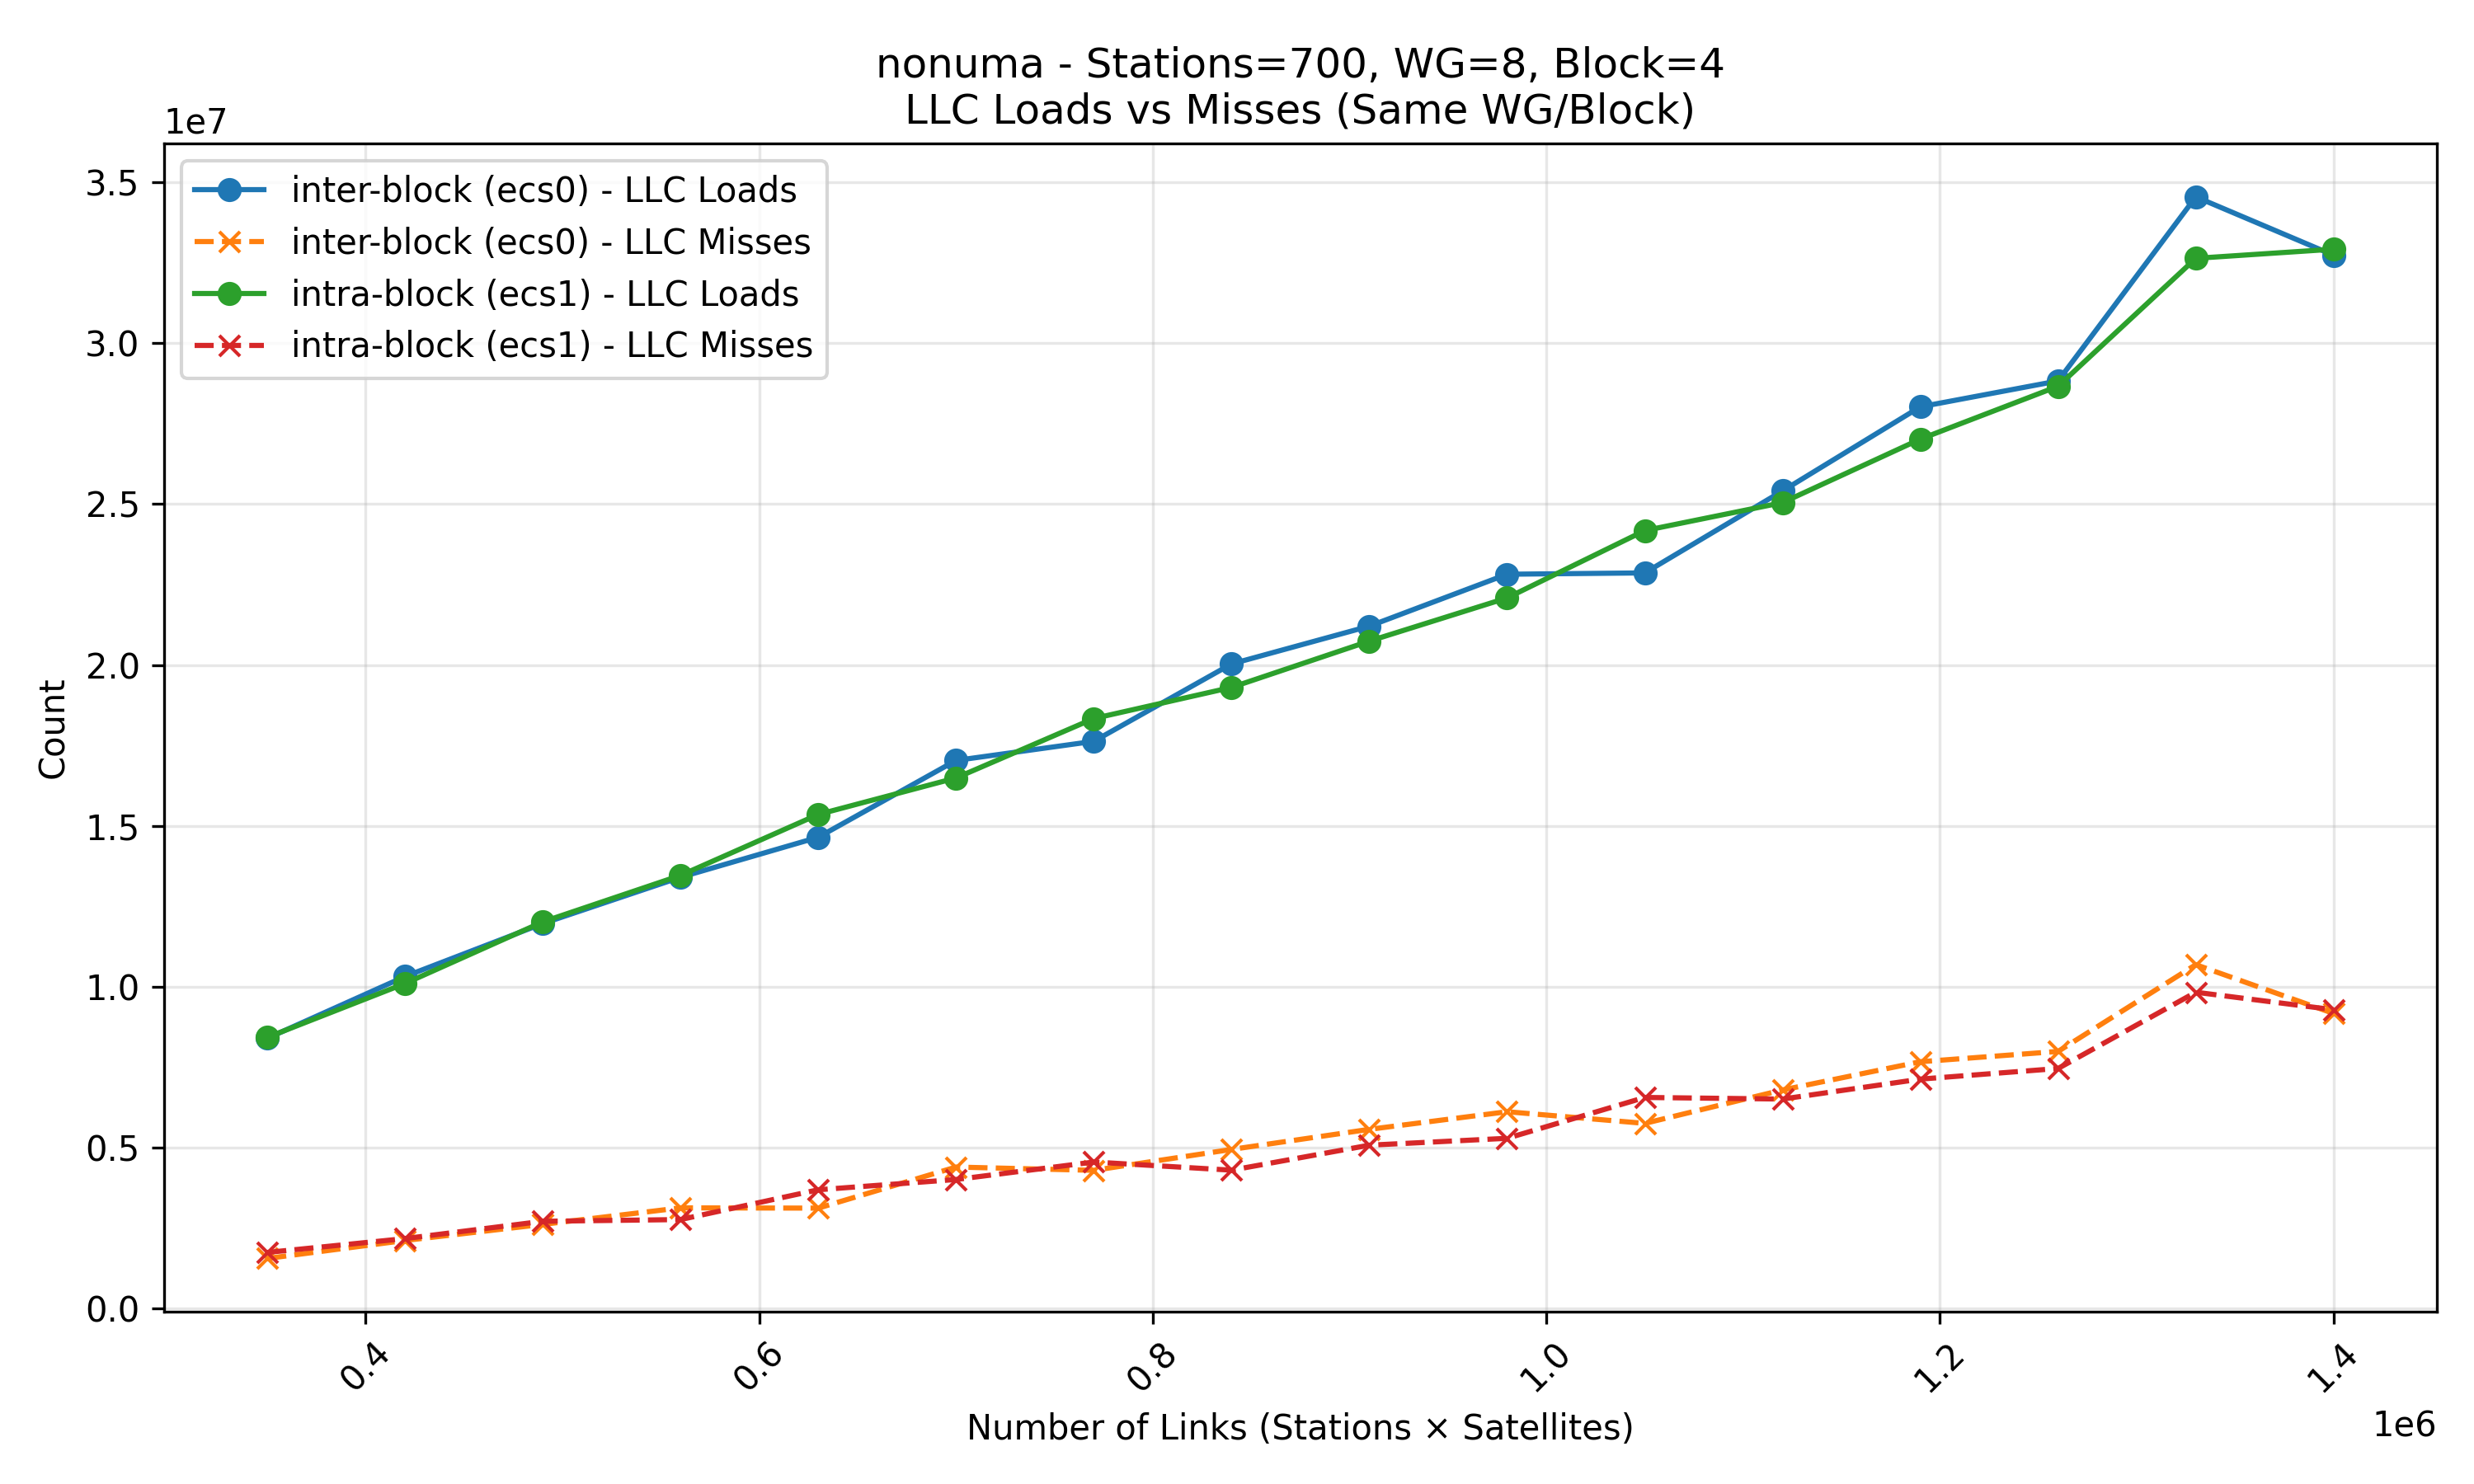 nonuma - Stations=700, WG=8, Block=4
LLC Loads vs Misses (Same WG/Block)
1e7
inter-block (ecs0) - LLC Loads
inter-block (ecs0) - LLC Misses
intra-block (ecs1) - LLC Loads
intra-block (ecs1) - LLC Misses
3.5
3.0
2.5
2.0
1.5
1.0
0.5
0.0
Count
0.4 0.6 0.8 1.0 1.2 1.4
Number of Links (Stations × Satellites)
1e6